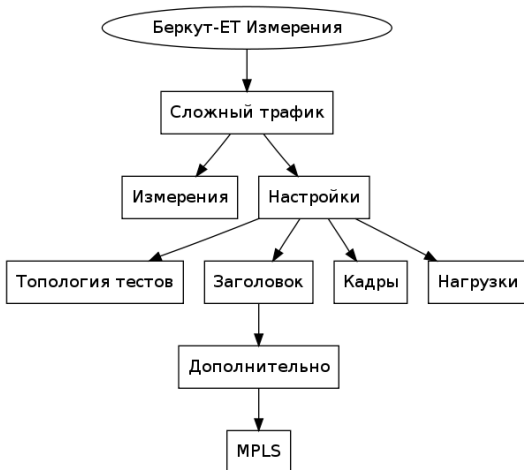 Беркут-ET Измерения
Сложный трафик
Измерения
Настройки
Топология тестов
Заголовок
Кадры
Нагрузки
Дополнительно
MPLS